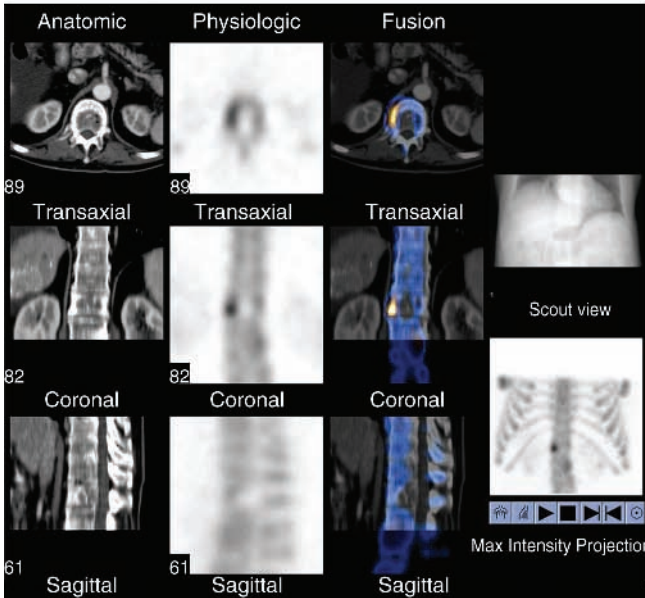 Anatomic Physiologic Fusion
89 89
Transaxial Transaxial Transaxial
82 82
Scout view
Coronal Coronal Coronal
61 61
Max Intensity Projection
Sagittal Sagittal Sagittal